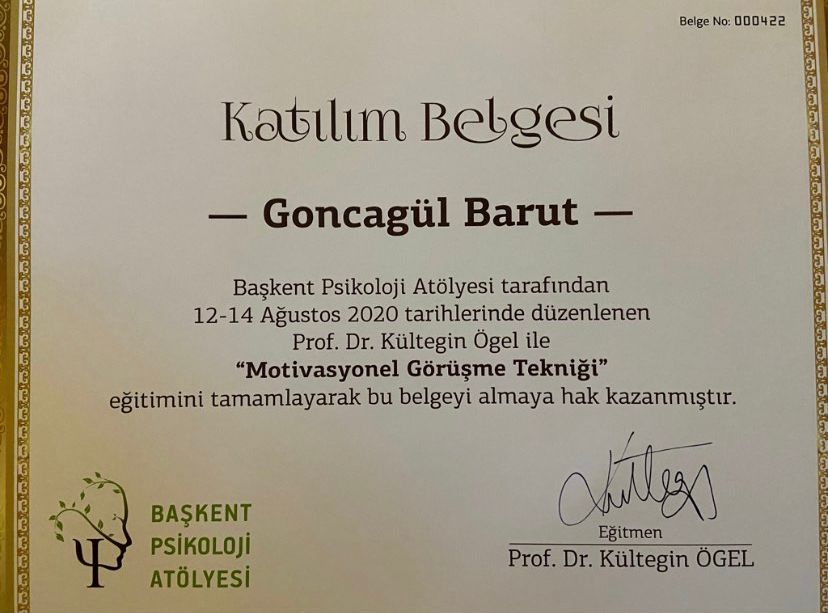 Belge No: 000422
Katılım Belgesi
— Goncagül Barut —
Başkent Psikoloji Atölyesi tarafından
12-14 Ağustos 2020 tarihlerinde düzenlenen
Prof. Dr. Kültegin Ögel ile
“Motivasyonel Görüşme Tekniği”
eğitimini tamamlayarak bu belgeyi almaya hak kazanmıştır.
Kültegin
Eğitmen
Prof. Dr. Kültegin ÖGEL
BAŞKENT
PSİKOLOJİ
ATÖLYESİ